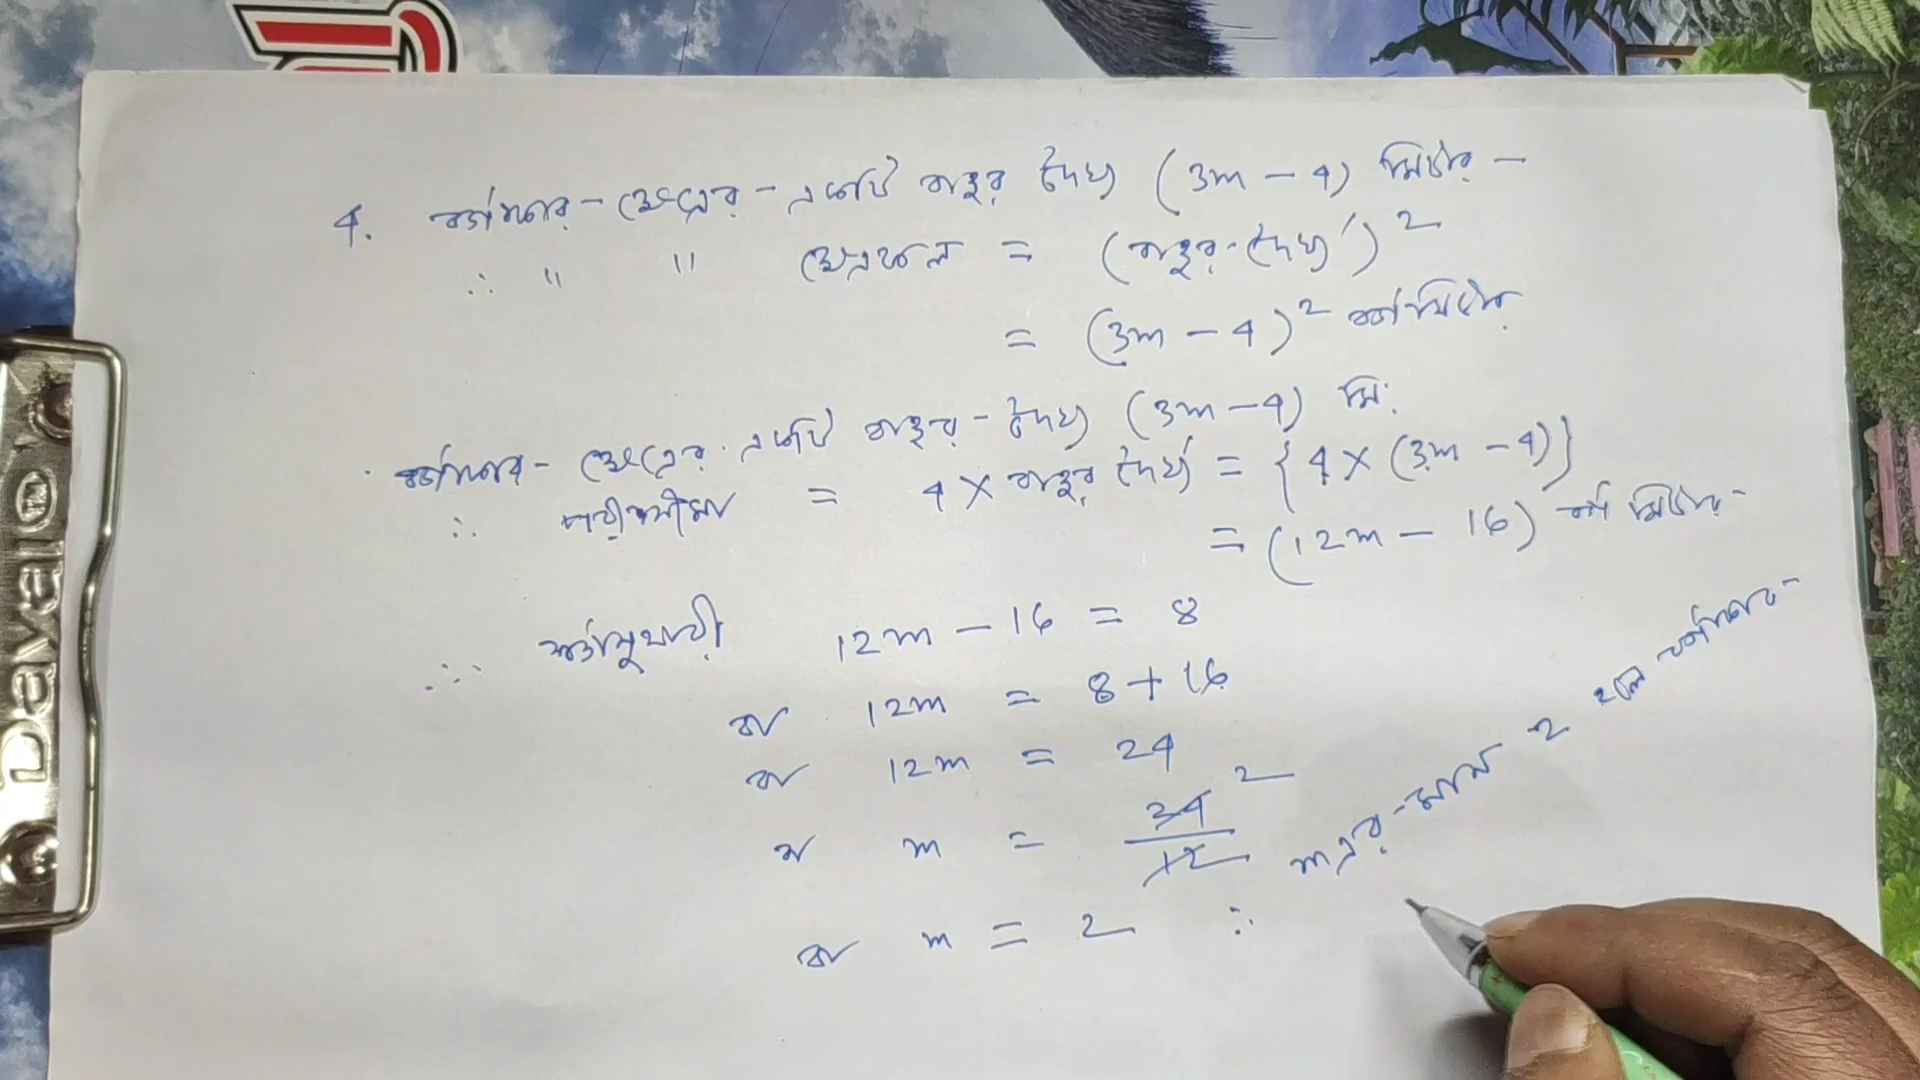 4. বর্গাকার ক্ষেত্রের একটি বাহুর দৈর্ঘ্য (3m - 4) মিটার
∴ " " ক্ষেত্রফল = (বাহুর দৈর্ঘ্য)²
= (3m - 4)² বর্গমিটার
বর্গাকার ক্ষেত্রের একটি বাহুর দৈর্ঘ্য (3m - 4) মি:
∴ পরীসীমা = 4 × বাহুর দৈর্ঘ্য = {4 × (3m - 4)}
= (12m - 16) বর্গ মিটার
∴ শর্তানুযায়ী 12m - 16 = 8
বা 12m = 8 + 16
বা 12m = 24
বা m = 24/12 2
বা m = 2 ∴ m এর মান 2 হলে বর্গাকার
Davalo